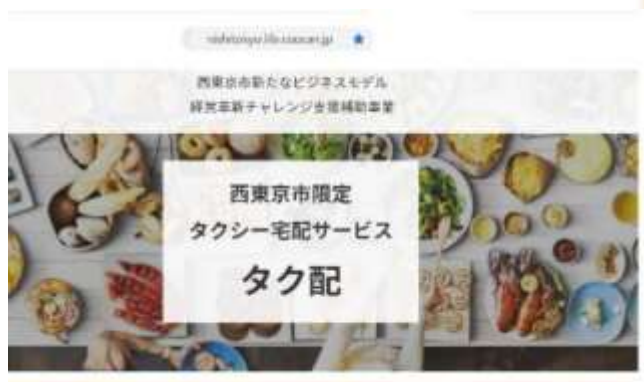 西東京市新たなビジネスモデル
経営革新チャレンジ支援補助事業
西東京市限定
タクシー宅配サービス
タク配